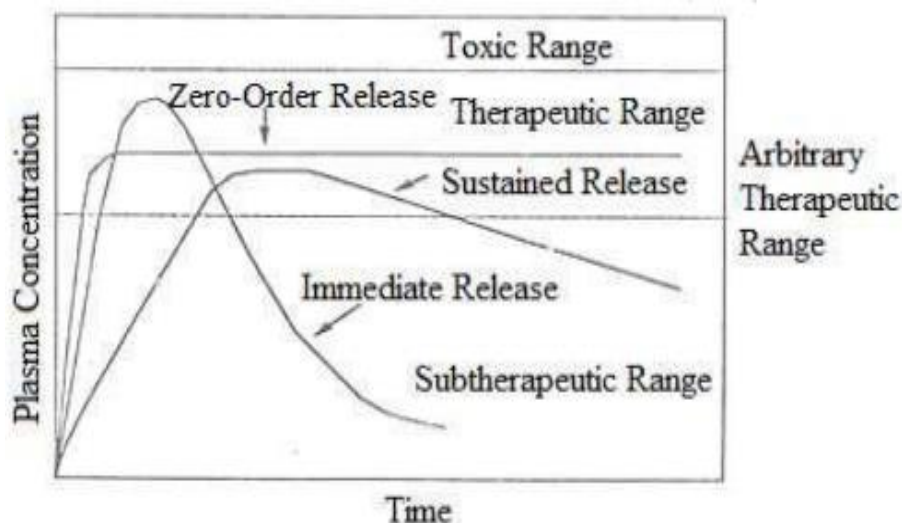 Toxic Range
Zero-Order Release
Therapeutic Range
Sustained Release
Arbitrary
Therapeutic
Range
Immediate Release
Subtherapeutic Range
Plasma Concentration
Time